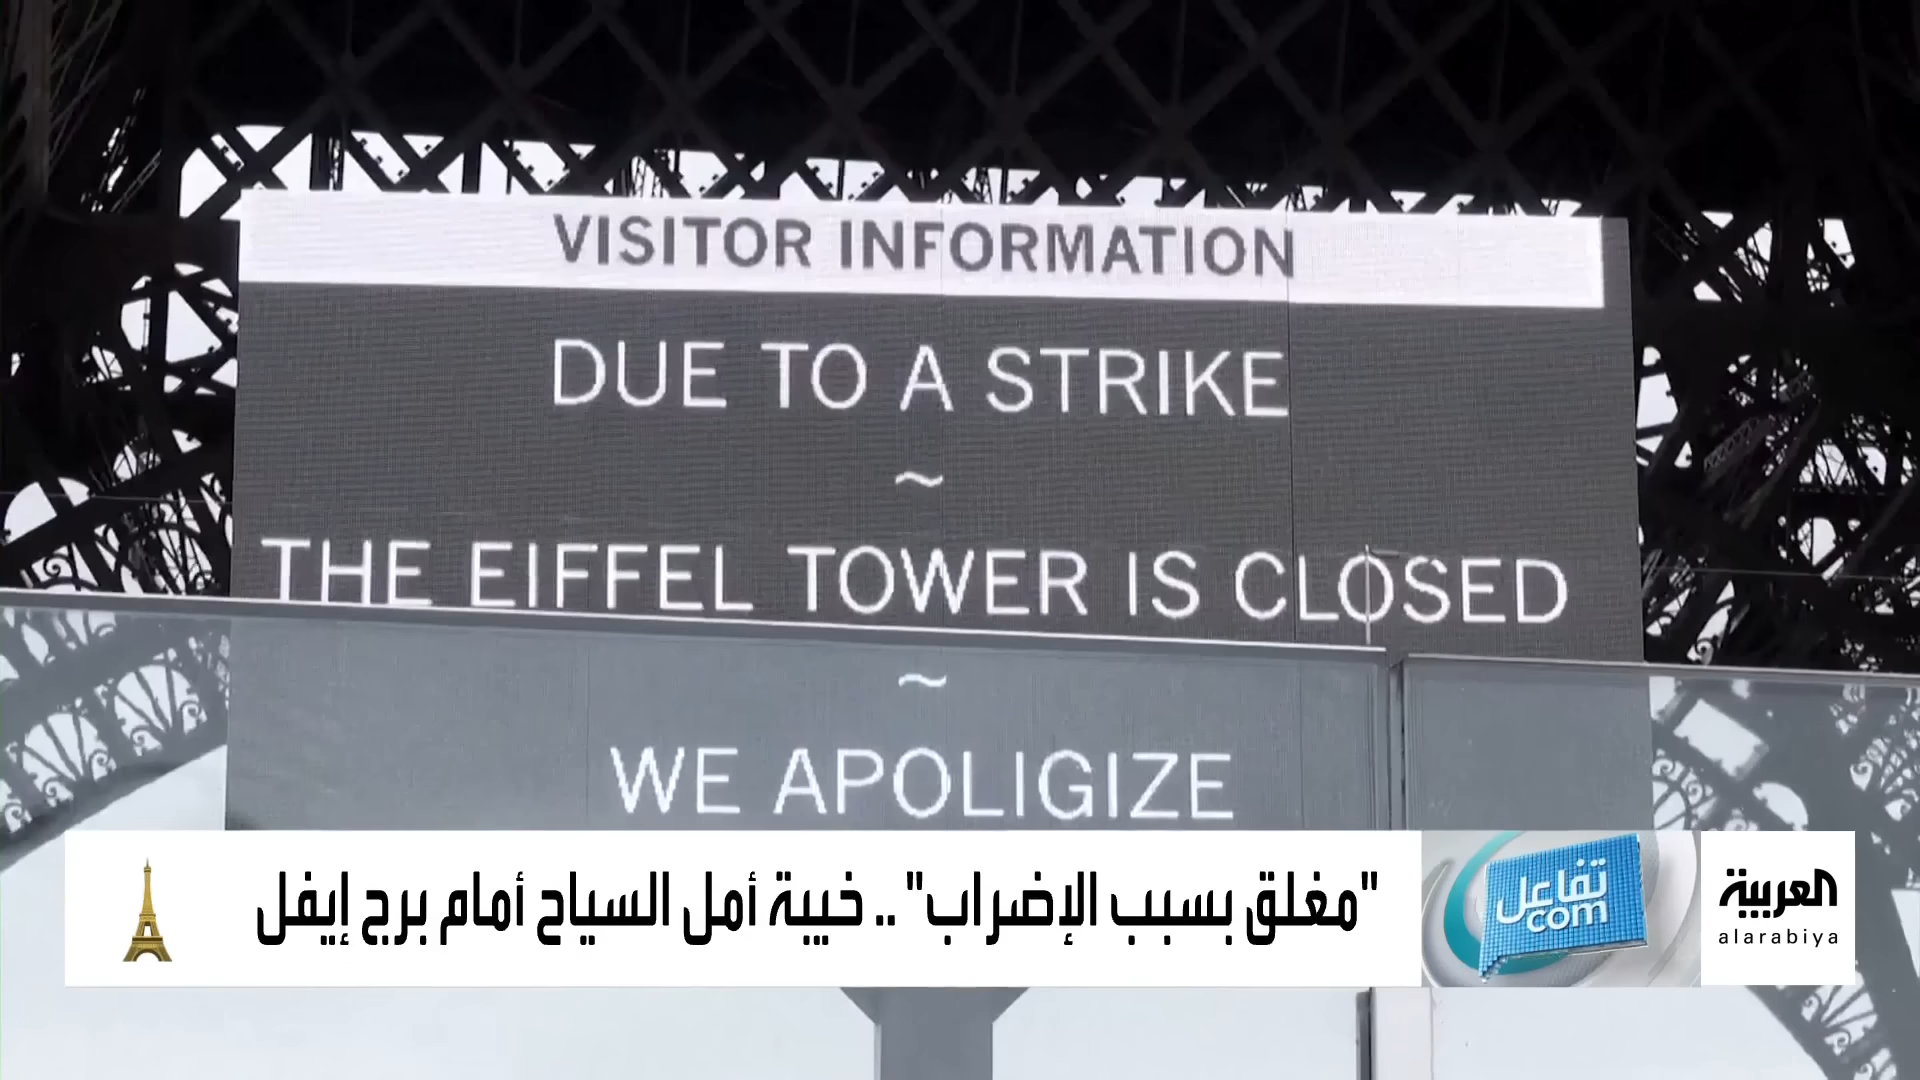 VISITOR INFORMATION
DUE TO A STRIKE
~
THE EIFFEL TOWER IS CLOSED
~
WE APOLIGIZE
"مغلق بسبب الإضراب" .. خيبة أمل السياح أمام برج إيفل
تفاعل
com
العربية
alarabiya